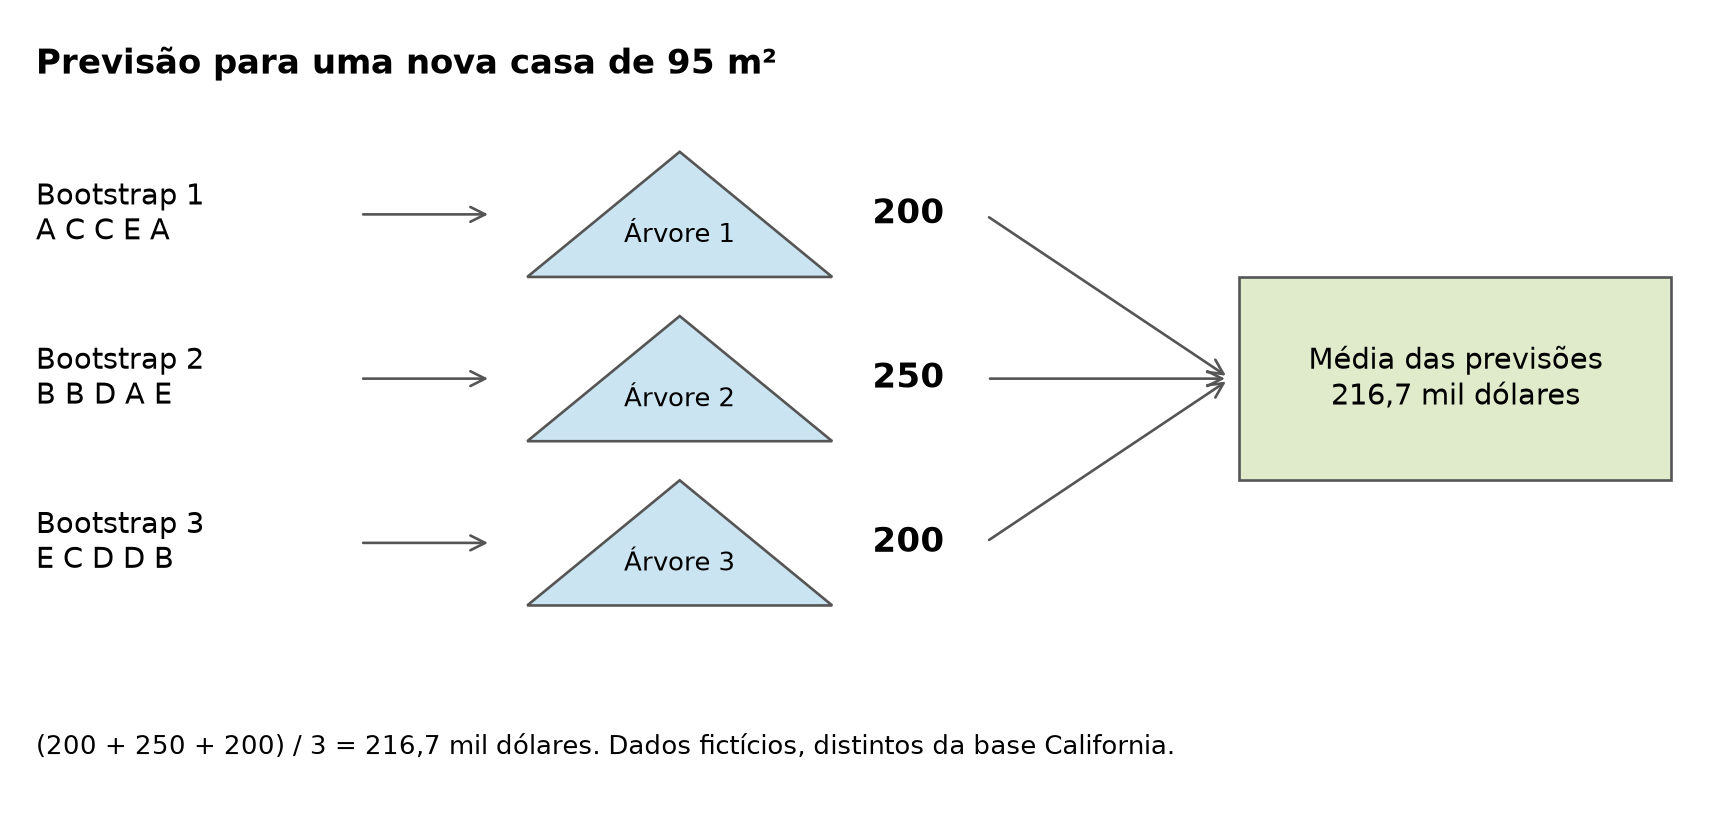 Previsão para uma nova casa de 95 m²
Bootstrap 1
A C C E A
Árvore 1
200
Bootstrap 2
B B D A E
Árvore 2
250
Média das previsões
216,7 mil dólares
Bootstrap 3
E C D D B
Árvore 3
200
(200 + 250 + 200) / 3 = 216,7 mil dólares. Dados fictícios, distintos da base California.